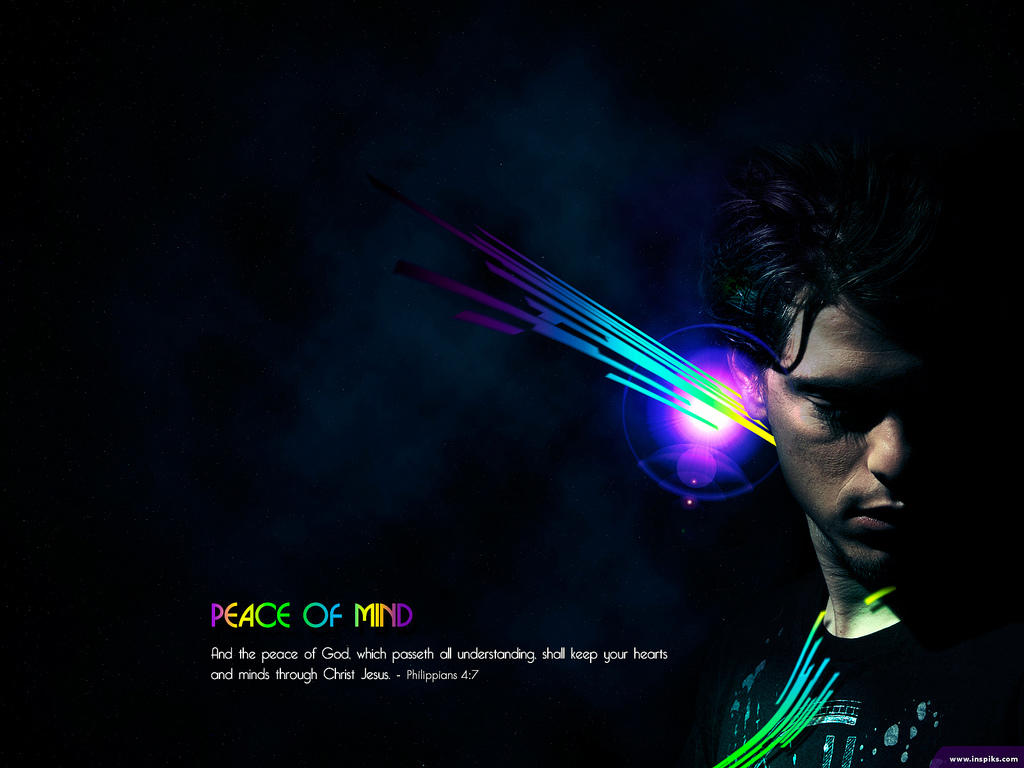 PEACE OF MIND
And the peace of God, which passeth all understanding, shall keep your hearts
and minds through Christ Jesus. - Philippians 4:7
www.inspiks.com